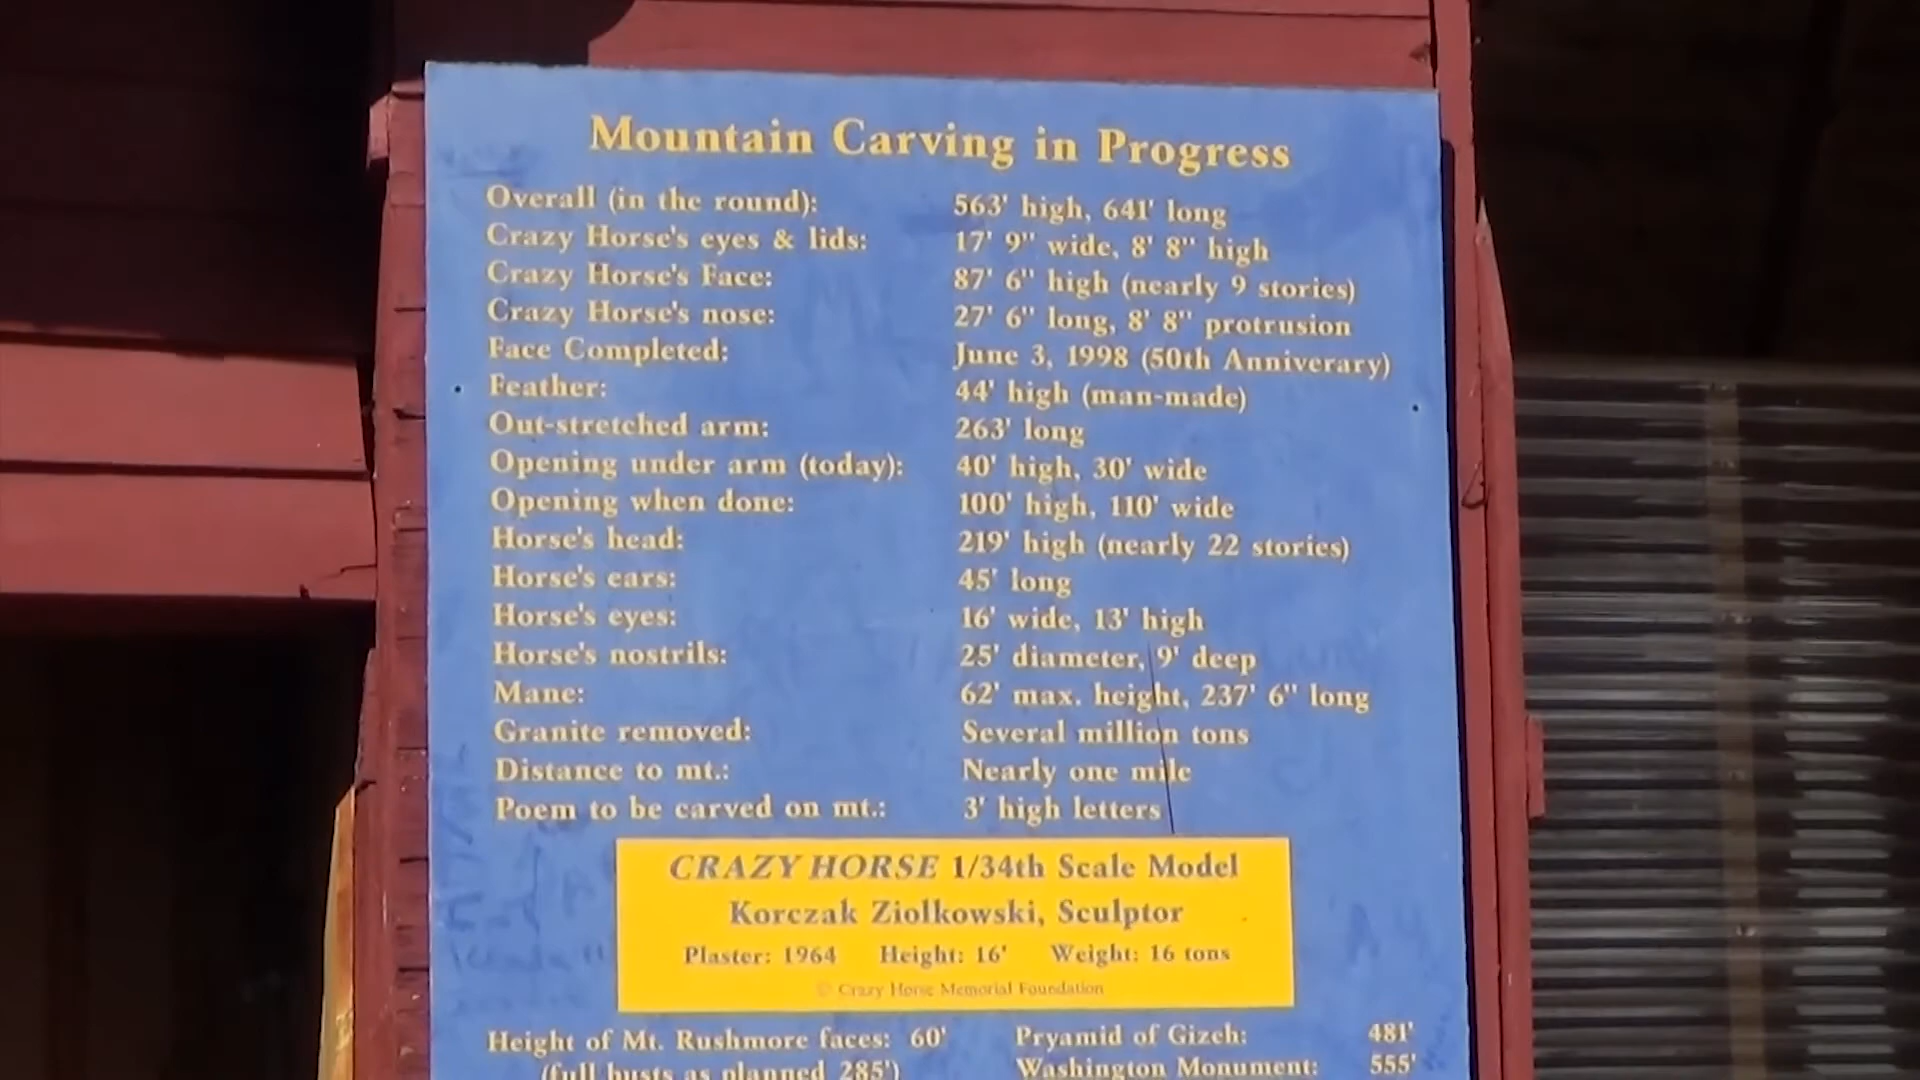 Mountain Carving in Progress
Overall (in the round): 563' high, 641' long
Crazy Horse's eyes & lids: 17' 9" wide, 8' 8" high
Crazy Horse's Face: 87' 6" high (nearly 9 stories)
Crazy Horse's nose: 27' 6" long, 8' 8" protrusion
Face Completed: June 3, 1998 (50th Anniverary)
Feather: 44' high (man-made)
Out-stretched arm: 263' long
Opening under arm (today): 40' high, 30' wide
Opening when done: 100' high, 110' wide
Horse's head: 219' high (nearly 22 stories)
Horse's ears: 45' long
Horse's eyes: 16' wide, 13' high
Horse's nostrils: 25' diameter, 9' deep
Mane: 62' max. height, 237' 6" long
Granite removed: Several million tons
Distance to mt.: Nearly one mile
Poem to be carved on mt.: 3' high letters
CRAZY HORSE 1/34th Scale Model
Korczak Ziolkowski, Sculptor
Plaster: 1964 Height: 16' Weight: 16 tons
© Crazy Horse Memorial Foundation
Height of Mt. Rushmore faces: 60' Pryamid of Gizeh: 481'
(full busts as planned 285') Washington Monument: 555'